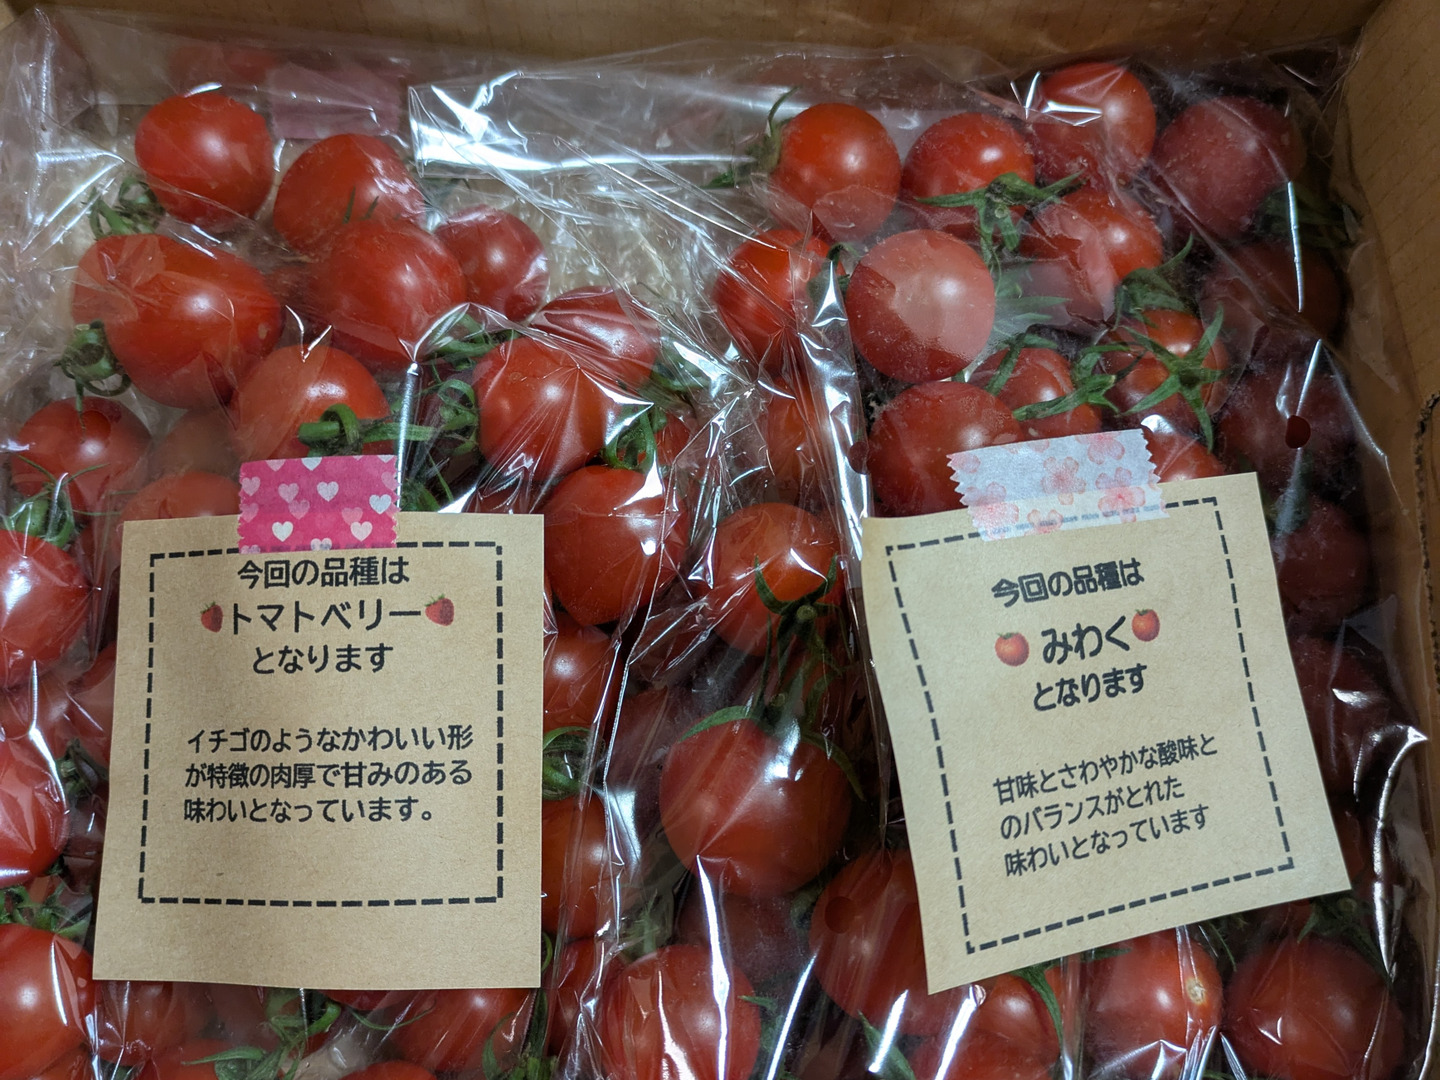 今回の品種は
🍓トマトベリー🍓
となります
イチゴのようなかわいい形
が特徴の肉厚で甘みのある
味わいとなっています。
今回の品種は
🍅みわく🍅
となります
甘味とさわやかな酸味と
のバランスがとれた
味わいとなっています